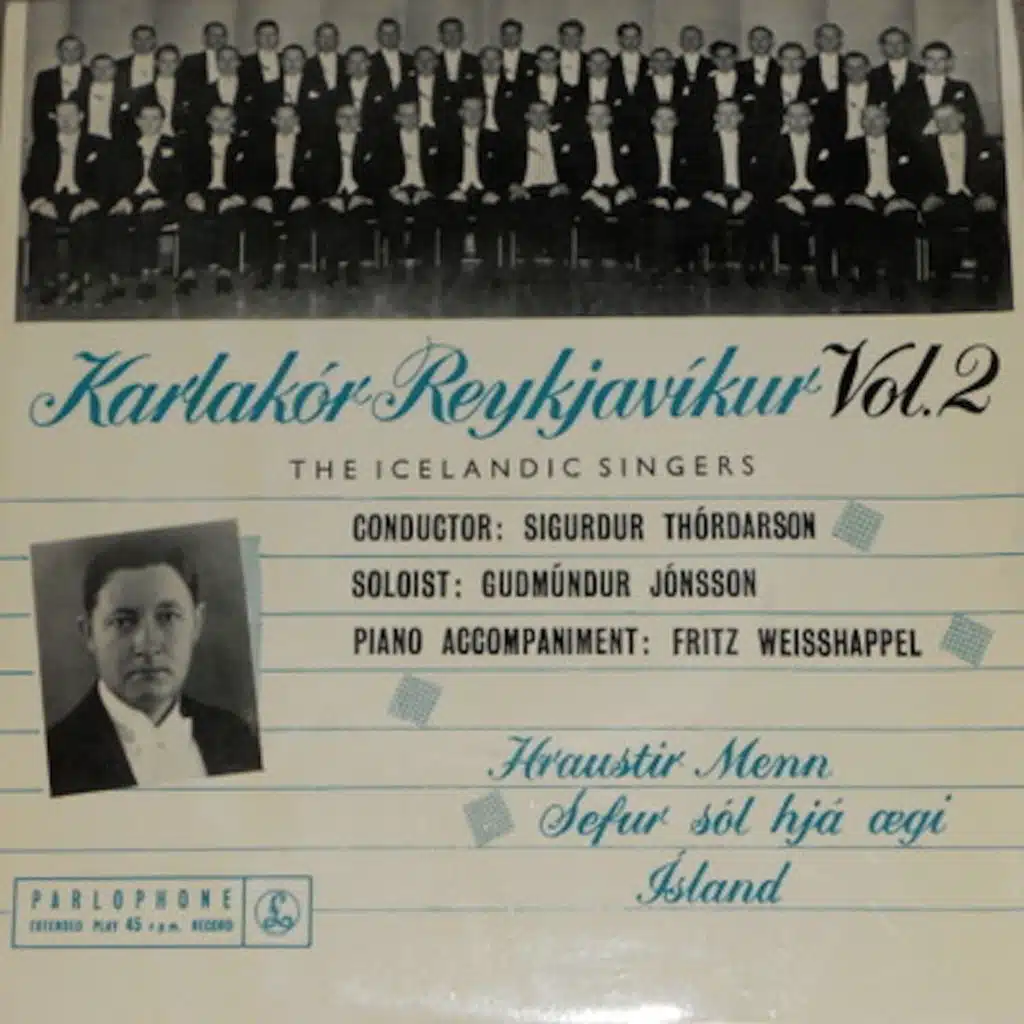 Karlakór Reykjavíkur Vol. 2
THE ICELANDIC SINGERS
CONDUCTOR: SIGURDUR THÓRDARSON
SOLOIST: GUDMÚNDUR JÓNSSON
PIANO ACCOMPANIMENT: FRITZ WEISSHAPPEL
Hraustir Menn
Sefur sól hjá ægi
Ísland
PARLOPHONE
EXTENDED PLAY 45 r.p.m. RECORD
£